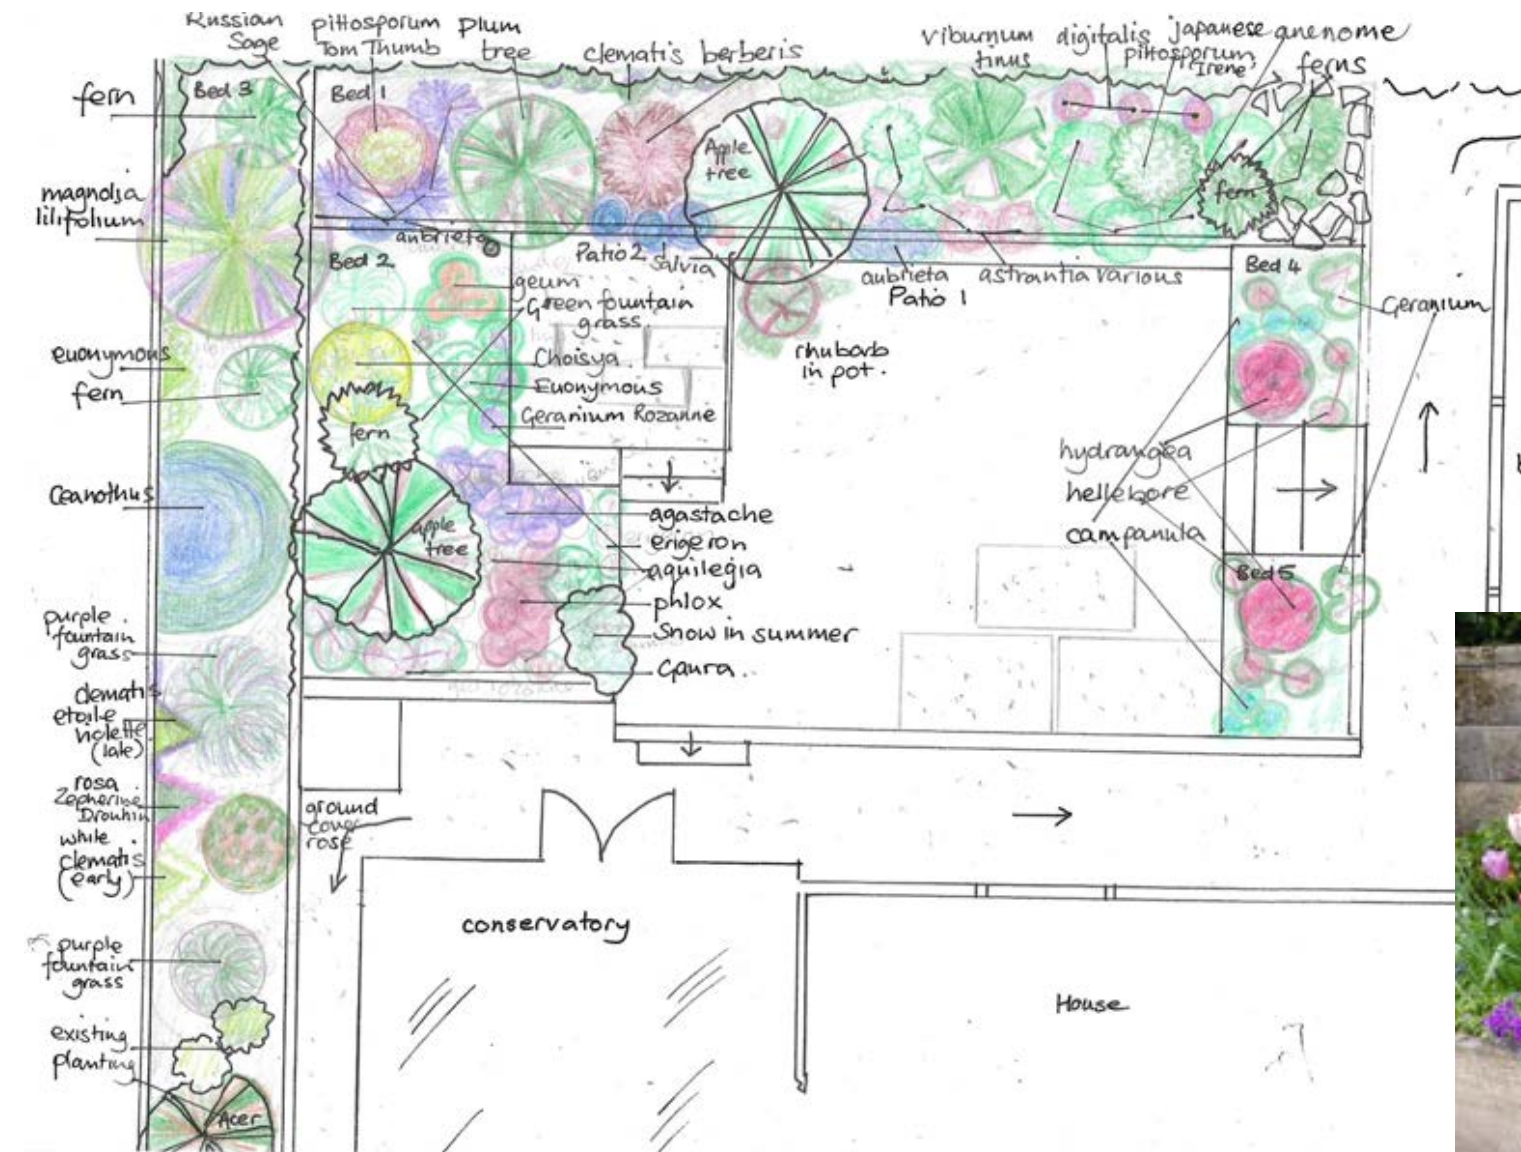 Russian
Sage
pittosporum
Tom Thumb
Plum
tree
clematis
berberis
viburnum
tinus
digitalis
pittosporum
'Irene'
japanese anenome
ferns
fern
Bed 3
Bed 1
Apple
tree
fern
magnolia
lilifolium
aubrieta
Bed 2
Patio 2
Salvia
aubrieta
Patio 1
astrantia various
Bed 4
Geranium
geum
Green fountain
grass
euonymous
fern
Choisya
Euonymous
Geranium Rozanne
fern
rhubarb
in pot.
hydrangea
hellebore
campanula
Ceanothus
apple
tree
agastache
erigeron
aquilegia
phlox
Snow in summer
Gaura
Bed 5
purple
fountain
grass
clematis
etoile
violette
(late)
rosa
Zepherine
Drouhin
white
clematis
(early)
ground
cover
rose
conservatory
House
purple
fountain
grass
existing
planting
Acer